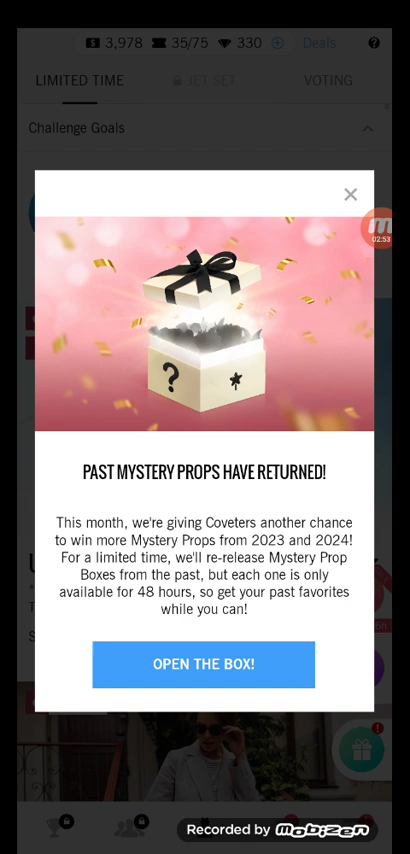 3,978 35/75 330 Deals ?
LIMITED TIME JET SET VOTING
Challenge Goals
02:53
?
PAST MYSTERY PROPS HAVE RETURNED!
This month, we're giving Coveters another chance
to win more Mystery Props from 2023 and 2024!
For a limited time, we'll re-release Mystery Prop
Boxes from the past, but each one is only
available for 48 hours, so get your past favorites
while you can!
OPEN THE BOX!
!
Recorded by mobizen